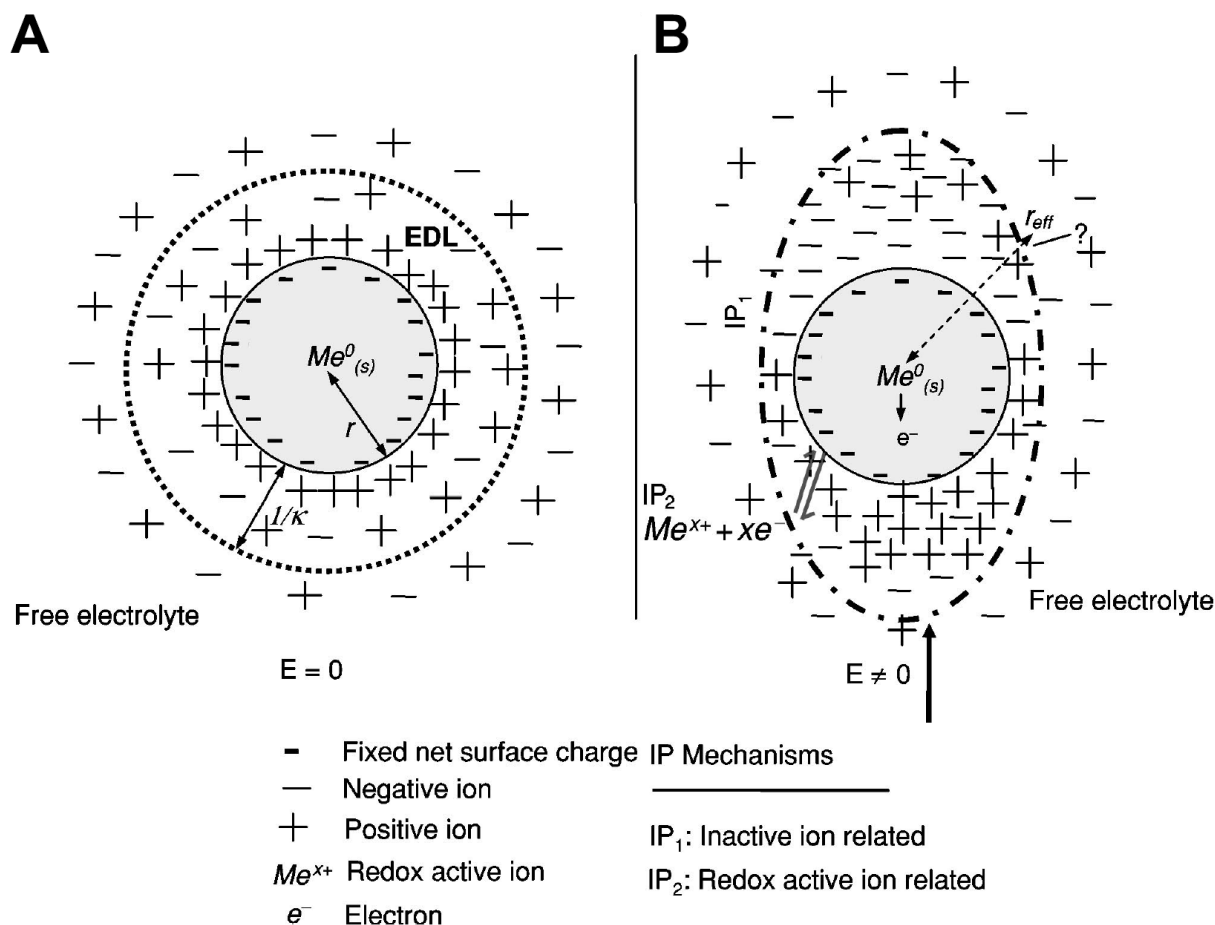 A
B
EDL
Me⁰₍ₛ₎
r
1/κ
Free electrolyte
E = 0
r_eff
?
IP₁
Me⁰₍ₛ₎
e⁻
IP₂
Meˣ⁺ + xe⁻
Free electrolyte
E ≠ 0
Fixed net surface charge
Negative ion
Positive ion
Meˣ⁺ Redox active ion
e⁻ Electron
IP Mechanisms
IP₁: Inactive ion related
IP₂: Redox active ion related